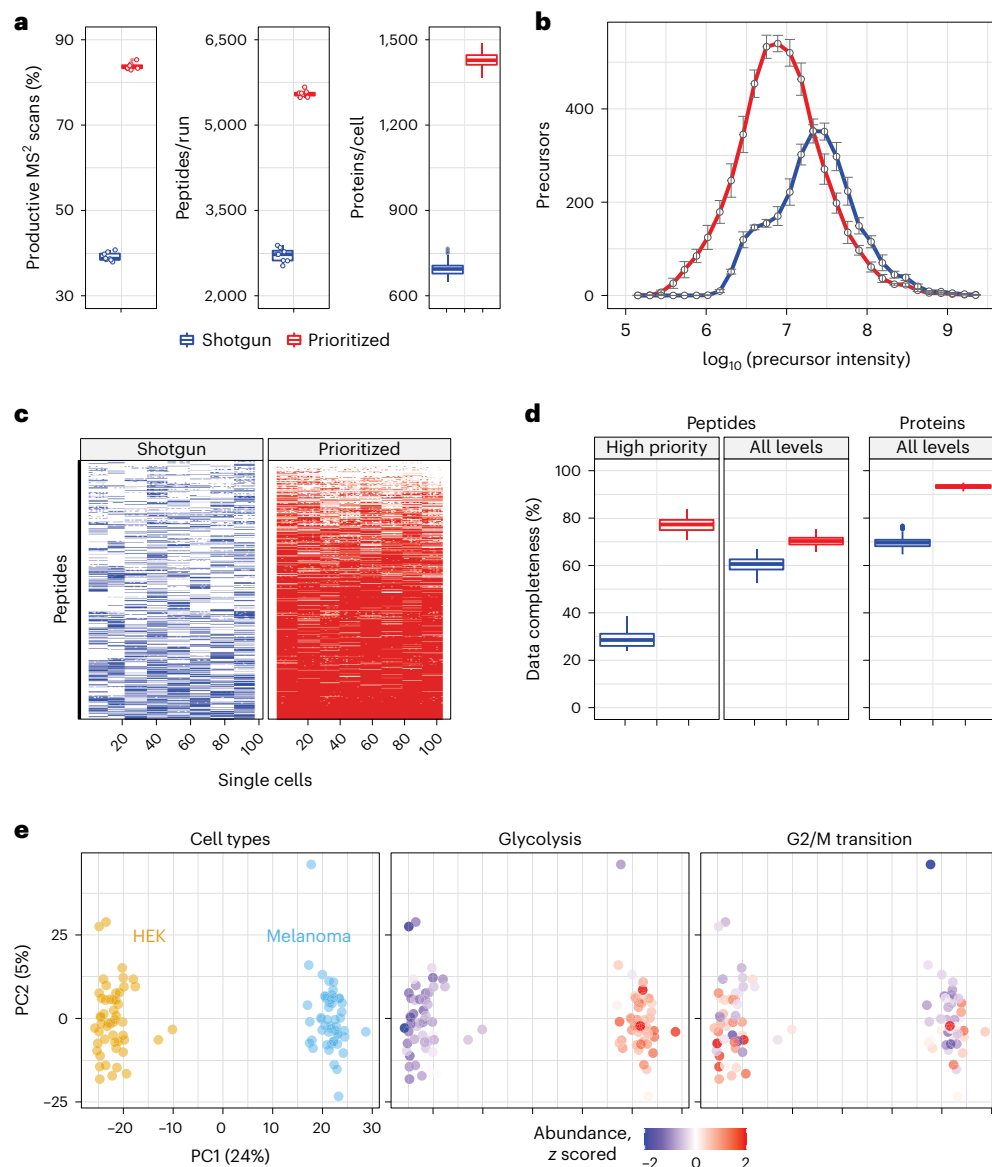 a
Productive MS² scans (%)
90
70
50
30
Peptides/run
6,500
5,000
3,500
2,000
Proteins/cell
1,500
1,200
900
600
Shotgun
Prioritized
b
Precursors
400
200
0
5 6 7 8 9
log₁₀ (precursor intensity)
c
Shotgun Prioritized
Peptides
20 40 60 80 100 20 40 60 80 100
Single cells
d
Peptides Proteins
High priority All levels All levels
Data completeness (%)
100
80
60
40
20
0
e
Cell types Glycolysis G2/M transition
HEK Melanoma
PC2 (5%)
25
0
−25
−20 −10 0 10 20 30
PC1 (24%)
Abundance,
z scored
−2 0 2